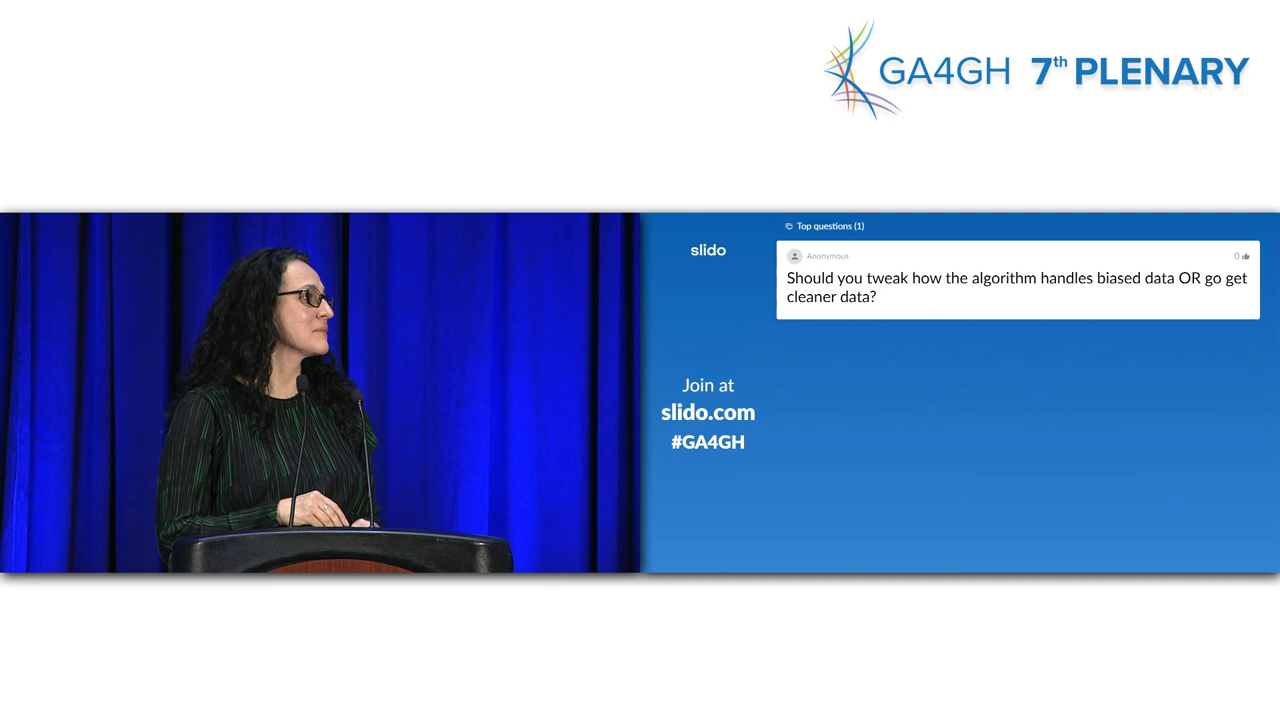 GA4GH 7th PLENARY
Top questions (1)
slido
Anonymous
0
Should you tweak how the algorithm handles biased data OR go get
cleaner data?
Join at
slido.com
#GA4GH